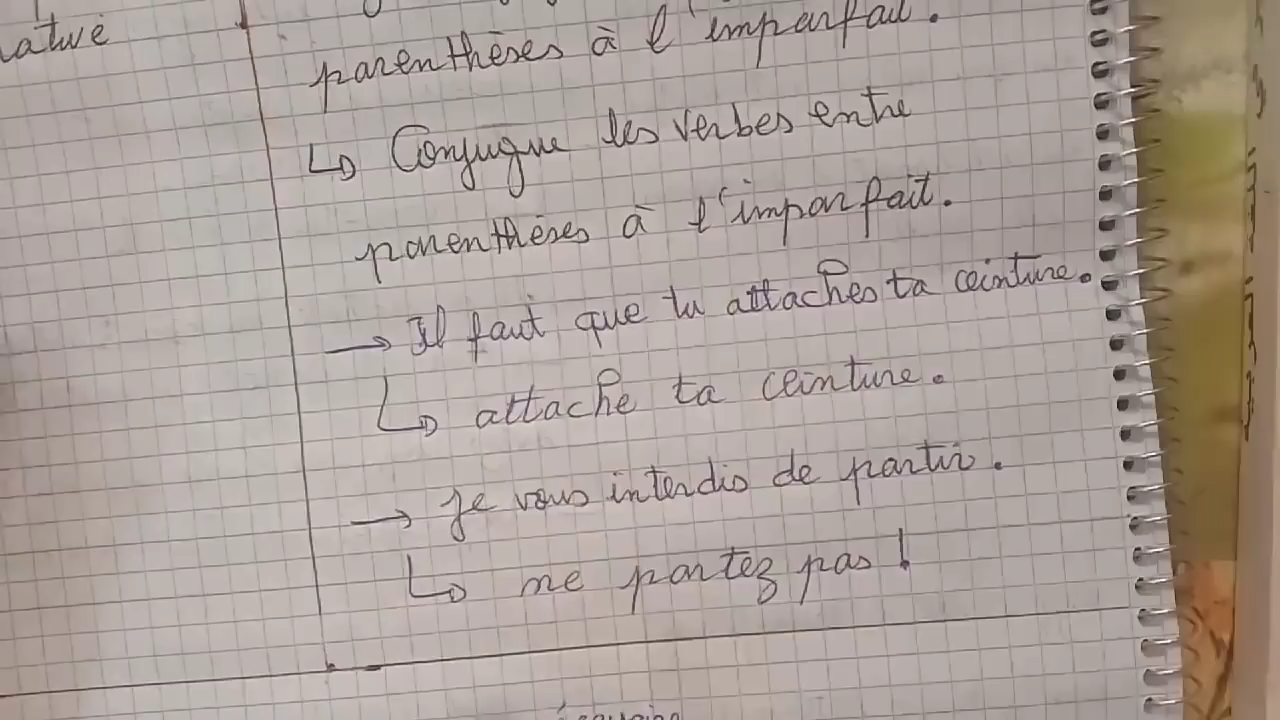 parenthèses à l'imparfait.
↳ Conjugue les verbes entre
parenthèses à l'imparfait.
→ Il faut que tu attaches ta ceinture.
↳ attache ta ceinture.
→ Je vous interdis de partir.
↳ ne partez pas !